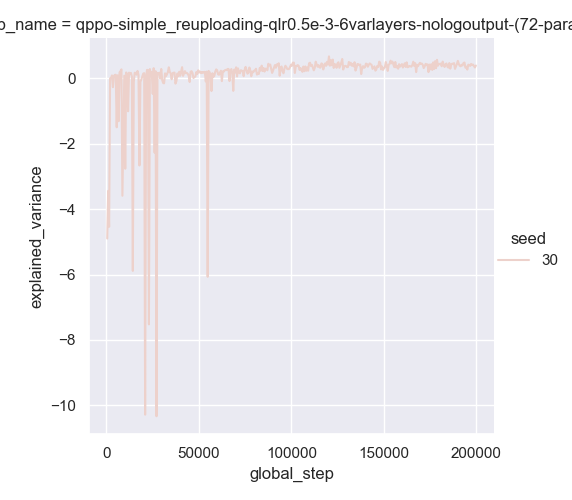 p_name = qppo-simple_reuploading-qlr0.5e-3-6varlayers-nologoutput-(72-para
0
−2
−4
−6
−8
−10
explained_variance
0 50000 100000 150000 200000
global_step
seed
30